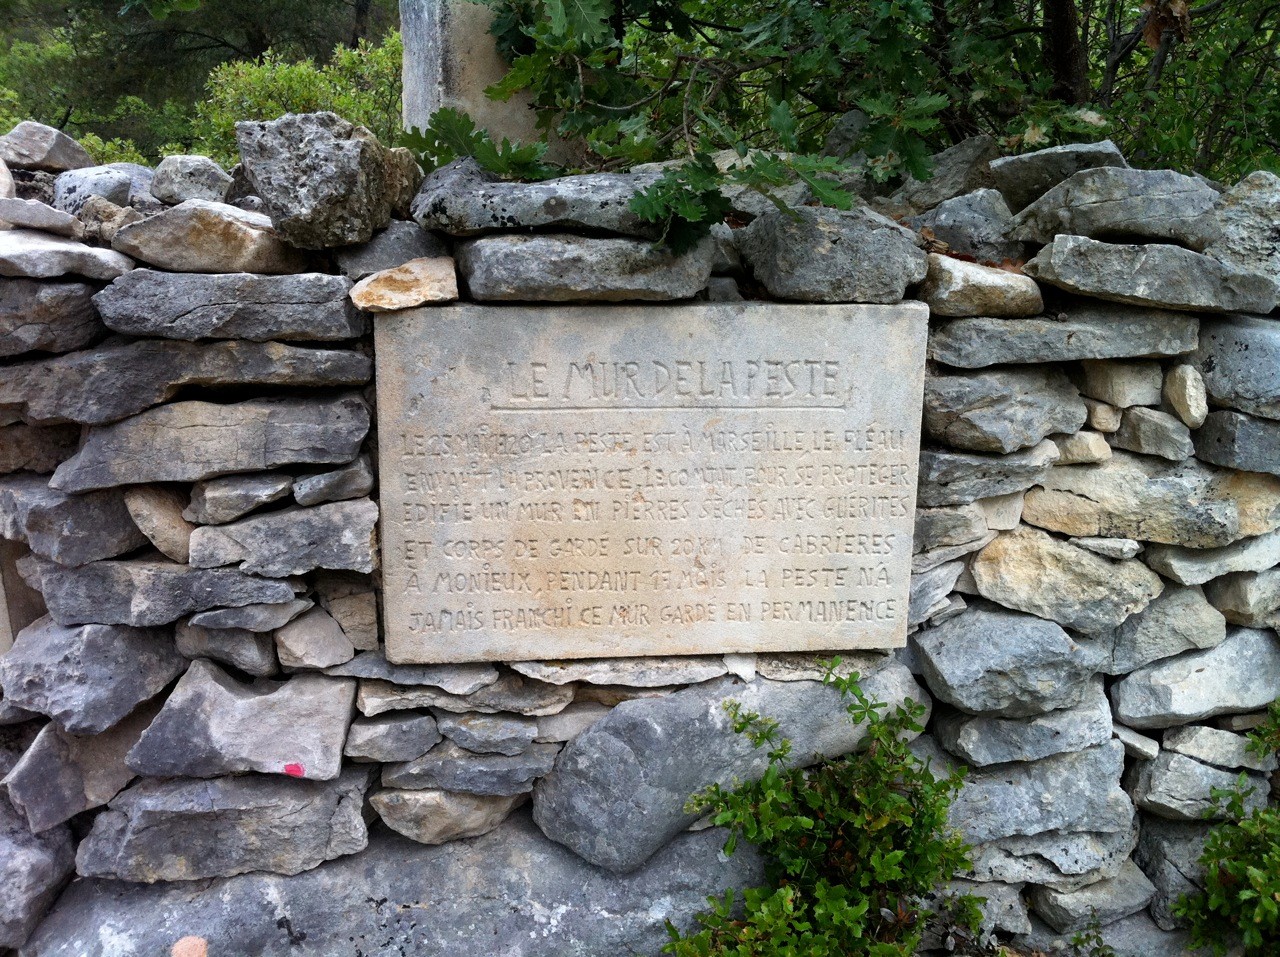 LE MUR DE LA PESTE
LE 23 MAI 1720 LA PESTE EST À MARSEILLE, LE FLÉAU
ENVAHIT LA PROVENCE, LE COMTAT POUR SE PROTÉGER
EDIFIE UN MUR EN PIERRES SÈCHES AVEC GUÉRITES
ET CORPS DE GARDE SUR 20 KM DE CABRIÈRES
A MONIEUX, PENDANT 17 MOIS LA PESTE N'A
JAMAIS FRANCHI CE MUR GARDÉ EN PERMANENCE